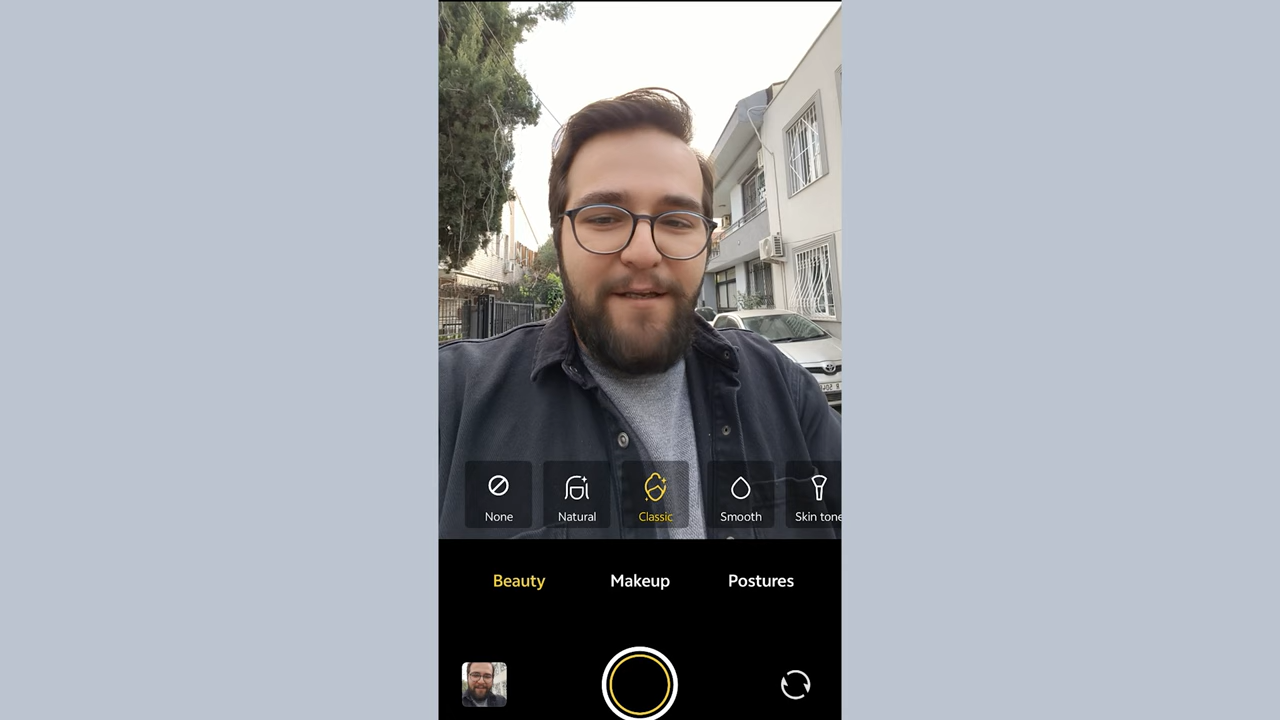 None
Natural
Classic
Smooth
Skin tone
Beauty
Makeup
Postures